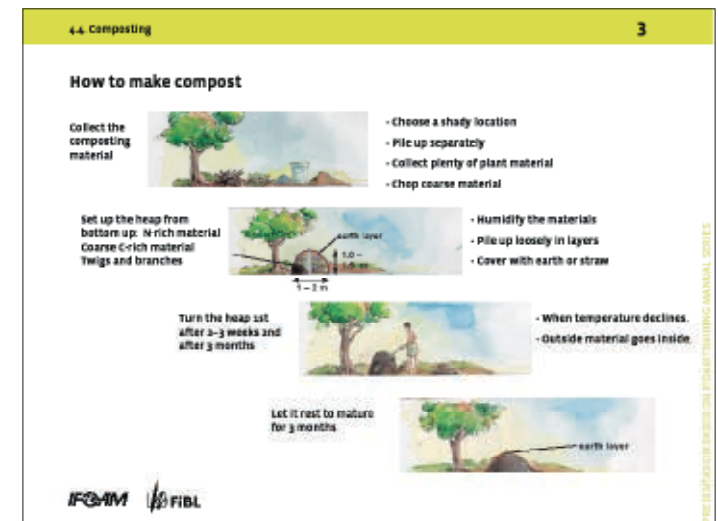 4.4. Composting
3
How to make compost
Collect the
composting
material
- Choose a shady location
- Pile up separately
- Collect plenty of plant material
- Chop coarse material
Set up the heap from
bottom up: N-rich material
Coarse C-rich material
Twigs and branches
earth layer
1.0 –
1 – 2 m
- Humidify the materials
- Pile up loosely in layers
- Cover with earth or straw
Turn the heap 1st
after 2–3 weeks 2nd
after 3 months
- When temperature declines.
- Outside material goes inside.
Let it rest to mature
for 3 months
earth layer
IFOAM
FiBL
TRAINING MANUAL SERIES